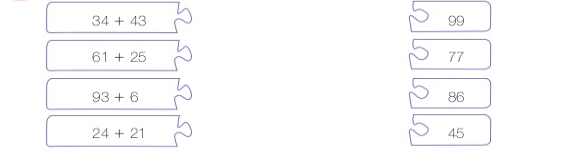 34 + 43 99
61 + 25 77
93 + 6 86
24 + 21 45